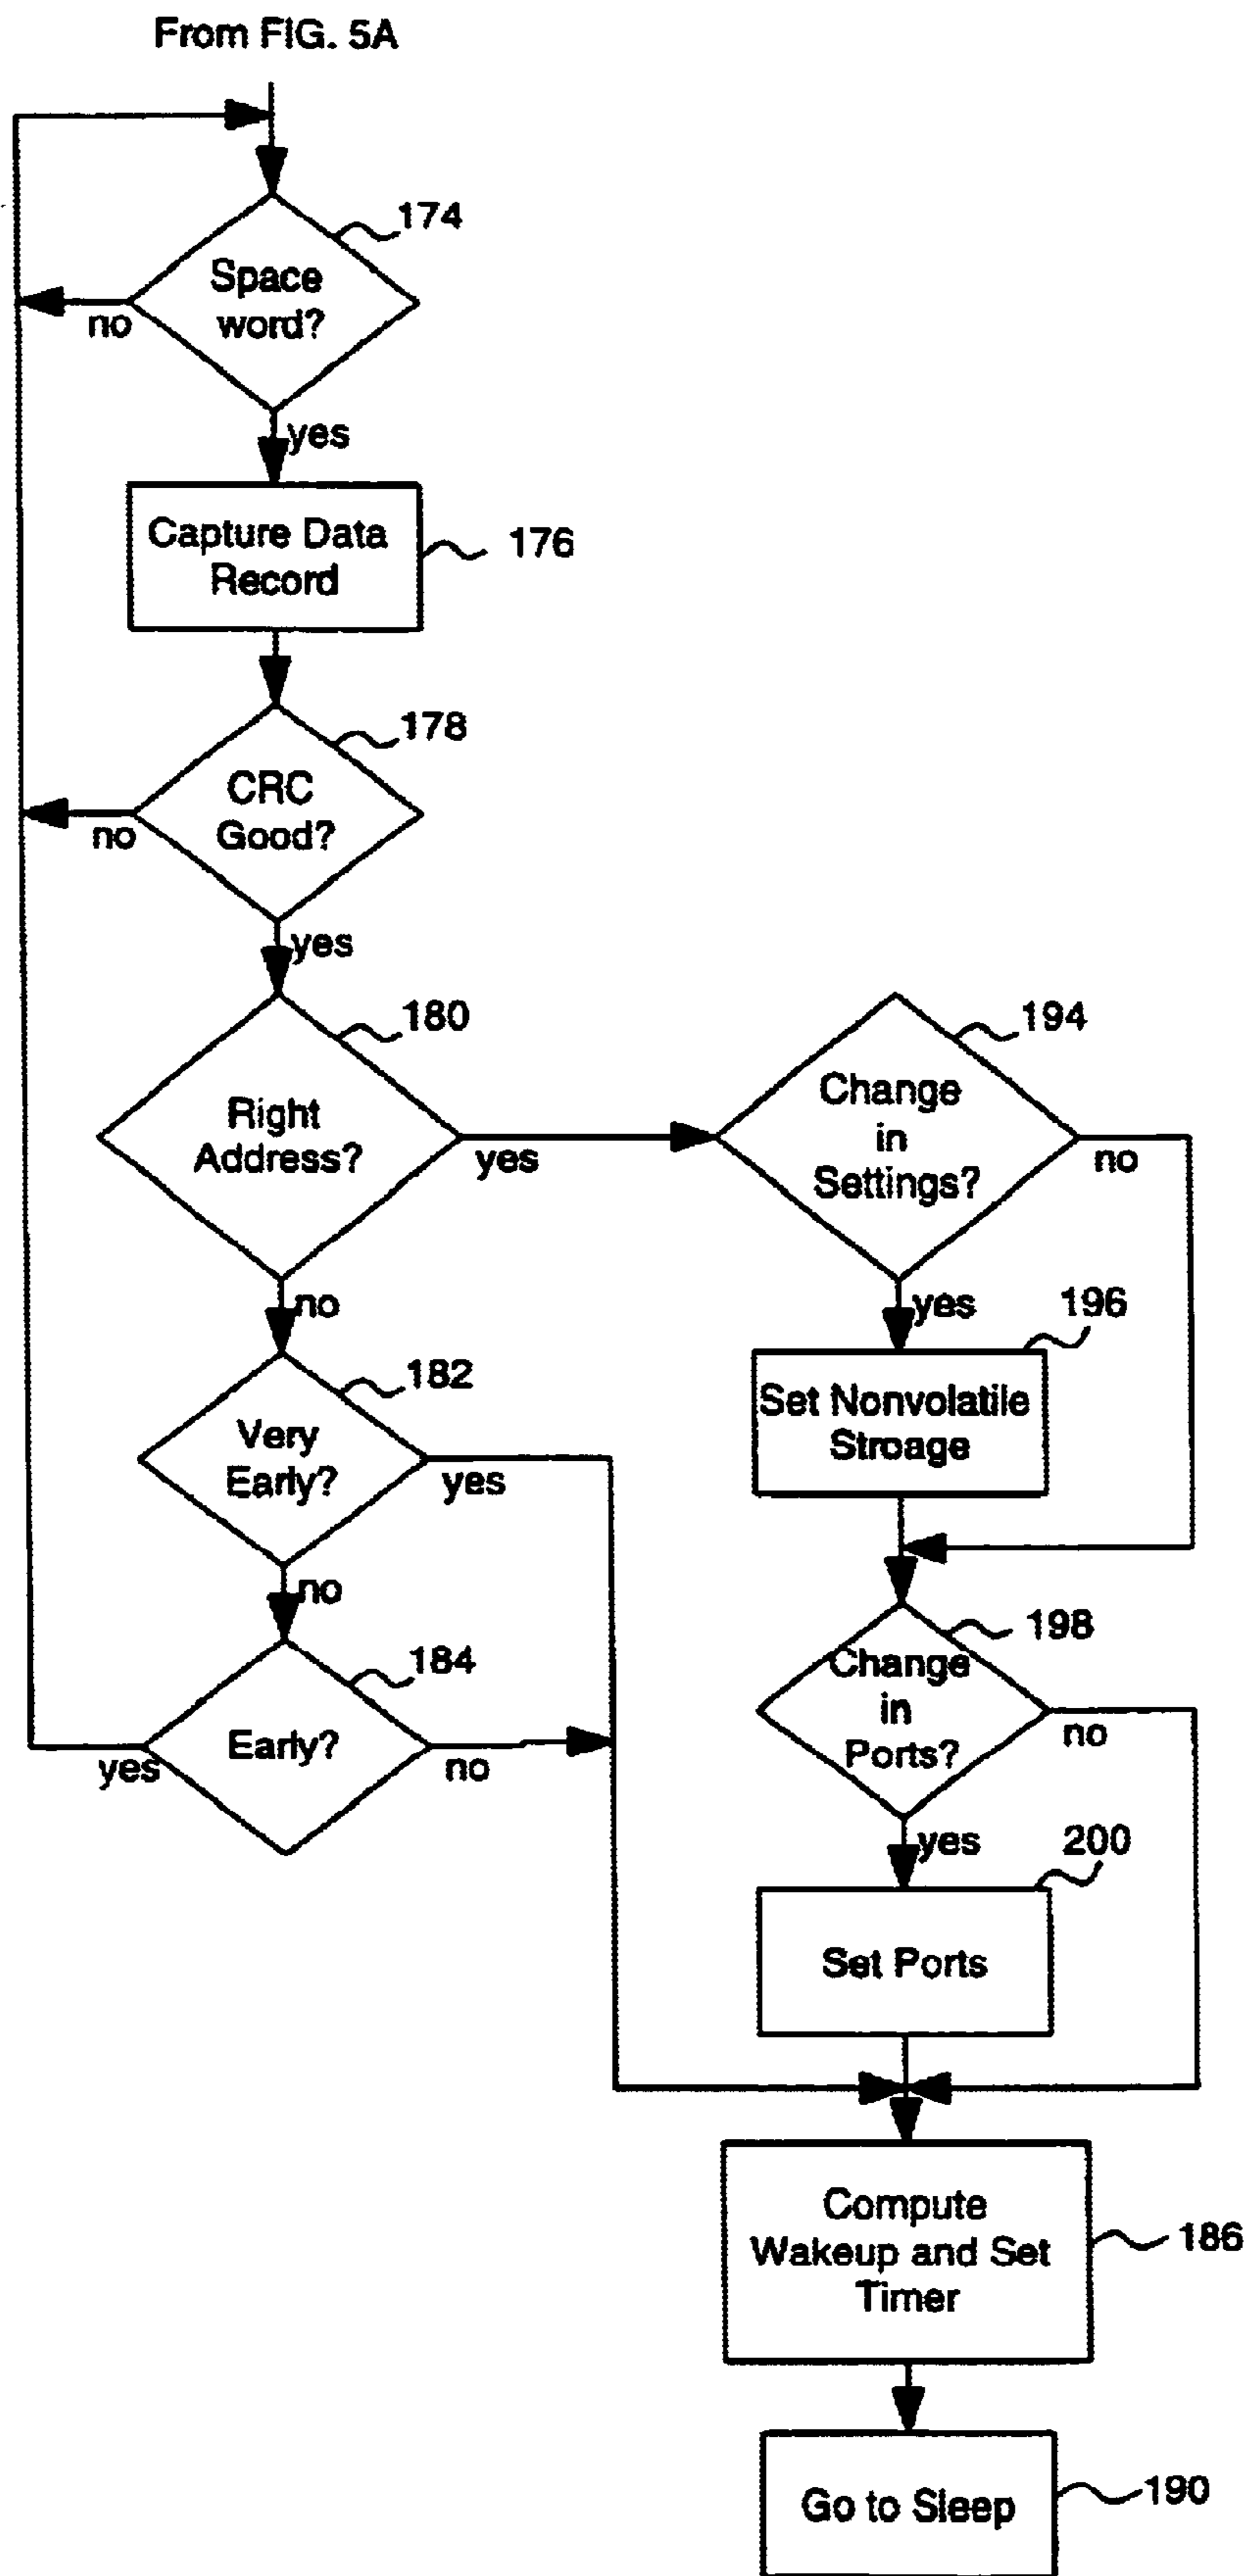 From FIG. 5A
174
Space
word?
no
yes
Capture Data
Record
176
178
CRC
Good?
no
yes
180
Right
Address?
yes
194
Change
in
Settings?
no
no
yes
196
Set Nonvolatile
Stroage
182
Very
Early?
yes
no
184
Early?
yes
no
198
Change
in
Ports?
no
yes
200
Set Ports
Compute
Wakeup and Set
Timer
186
Go to Sleep
190